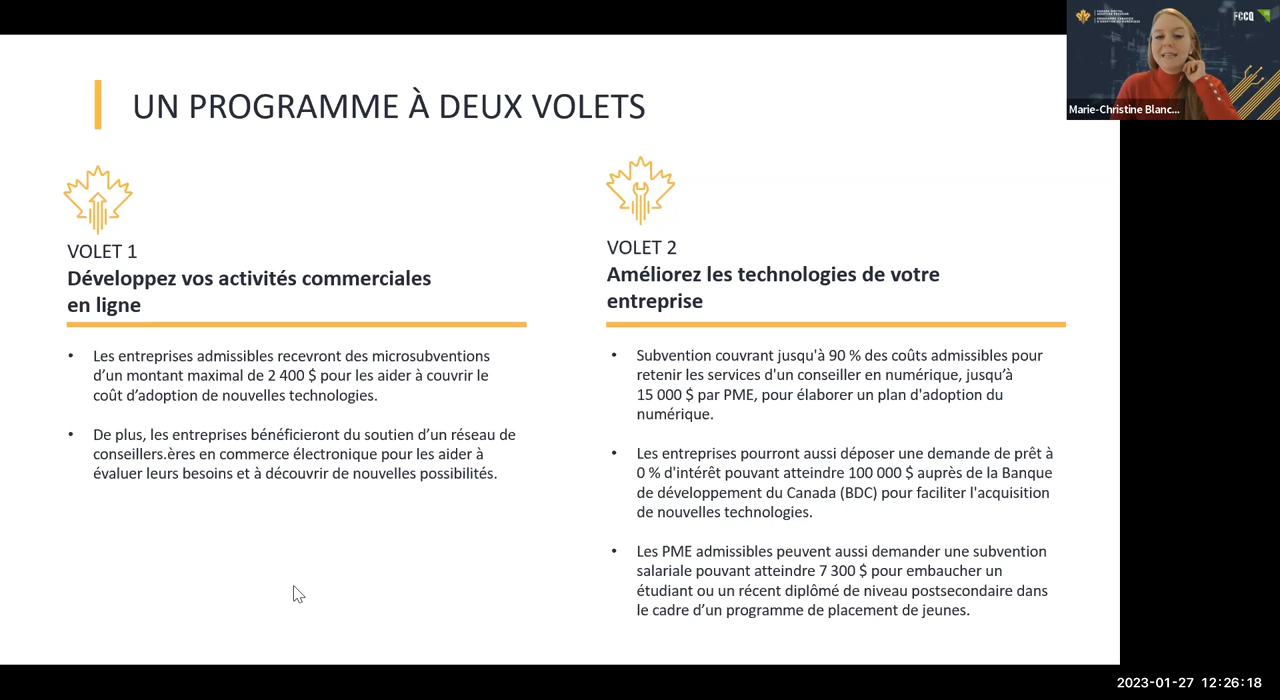 UN PROGRAMME À DEUX VOLETS
VOLET 1
Développez vos activités commerciales
en ligne
• Les entreprises admissibles recevront des microsubventions
d’un montant maximal de 2 400 $ pour les aider à couvrir le
coût d’adoption de nouvelles technologies.
• De plus, les entreprises bénéficieront du soutien d’un réseau de
conseillers.ères en commerce électronique pour les aider à
évaluer leurs besoins et à découvrir de nouvelles possibilités.
VOLET 2
Améliorez les technologies de votre
entreprise
• Subvention couvrant jusqu'à 90 % des coûts admissibles pour
retenir les services d'un conseiller en numérique, jusqu’à
15 000 $ par PME, pour élaborer un plan d'adoption du
numérique.
• Les entreprises pourront aussi déposer une demande de prêt à
0 % d'intérêt pouvant atteindre 100 000 $ auprès de la Banque
de développement du Canada (BDC) pour faciliter l'acquisition
de nouvelles technologies.
• Les PME admissibles peuvent aussi demander une subvention
salariale pouvant atteindre 7 300 $ pour embaucher un
étudiant ou un récent diplômé de niveau postsecondaire dans
le cadre d’un programme de placement de jeunes.
FCCQ
Marie-Christine Blanc...
2023-01-27 12:26:18